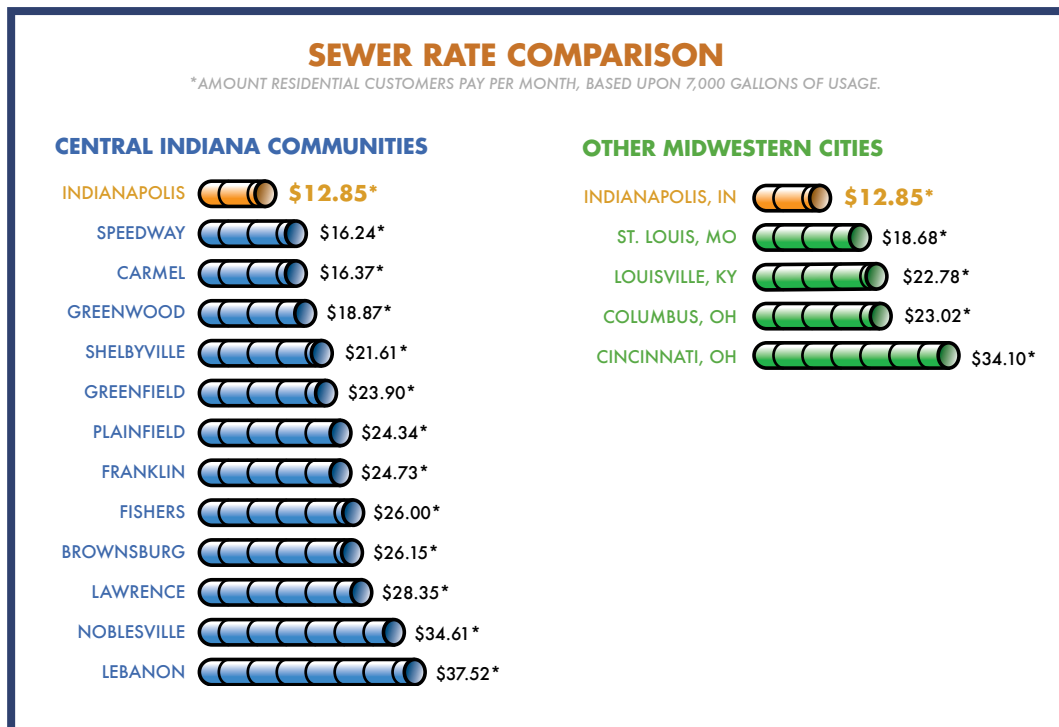 SEWER RATE COMPARISON
*AMOUNT RESIDENTIAL CUSTOMERS PAY PER MONTH, BASED UPON 7,000 GALLONS OF USAGE.
CENTRAL INDIANA COMMUNITIES
INDIANAPOLIS $12.85*
SPEEDWAY $16.24*
CARMEL $16.37*
GREENWOOD $18.87*
SHELBYVILLE $21.61*
GREENFIELD $23.90*
PLAINFIELD $24.34*
FRANKLIN $24.73*
FISHERS $26.00*
BROWNSBURG $26.15*
LAWRENCE $28.35*
NOBLESVILLE $34.61*
LEBANON $37.52*
OTHER MIDWESTERN CITIES
INDIANAPOLIS, IN $12.85*
ST. LOUIS, MO $18.68*
LOUISVILLE, KY $22.78*
COLUMBUS, OH $23.02*
CINCINNATI, OH $34.10*